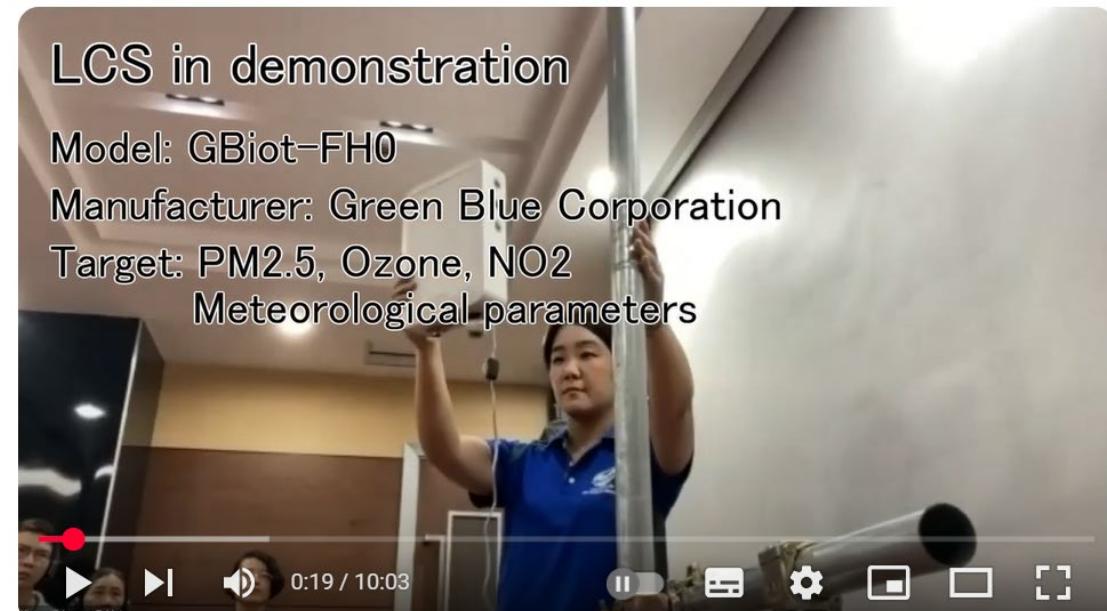 LCS in demonstration
Model: GBiot-FH0
Manufacturer: Green Blue Corporation
Target: PM2.5, Ozone, NO2
Meteorological parameters
0:19 / 10:03